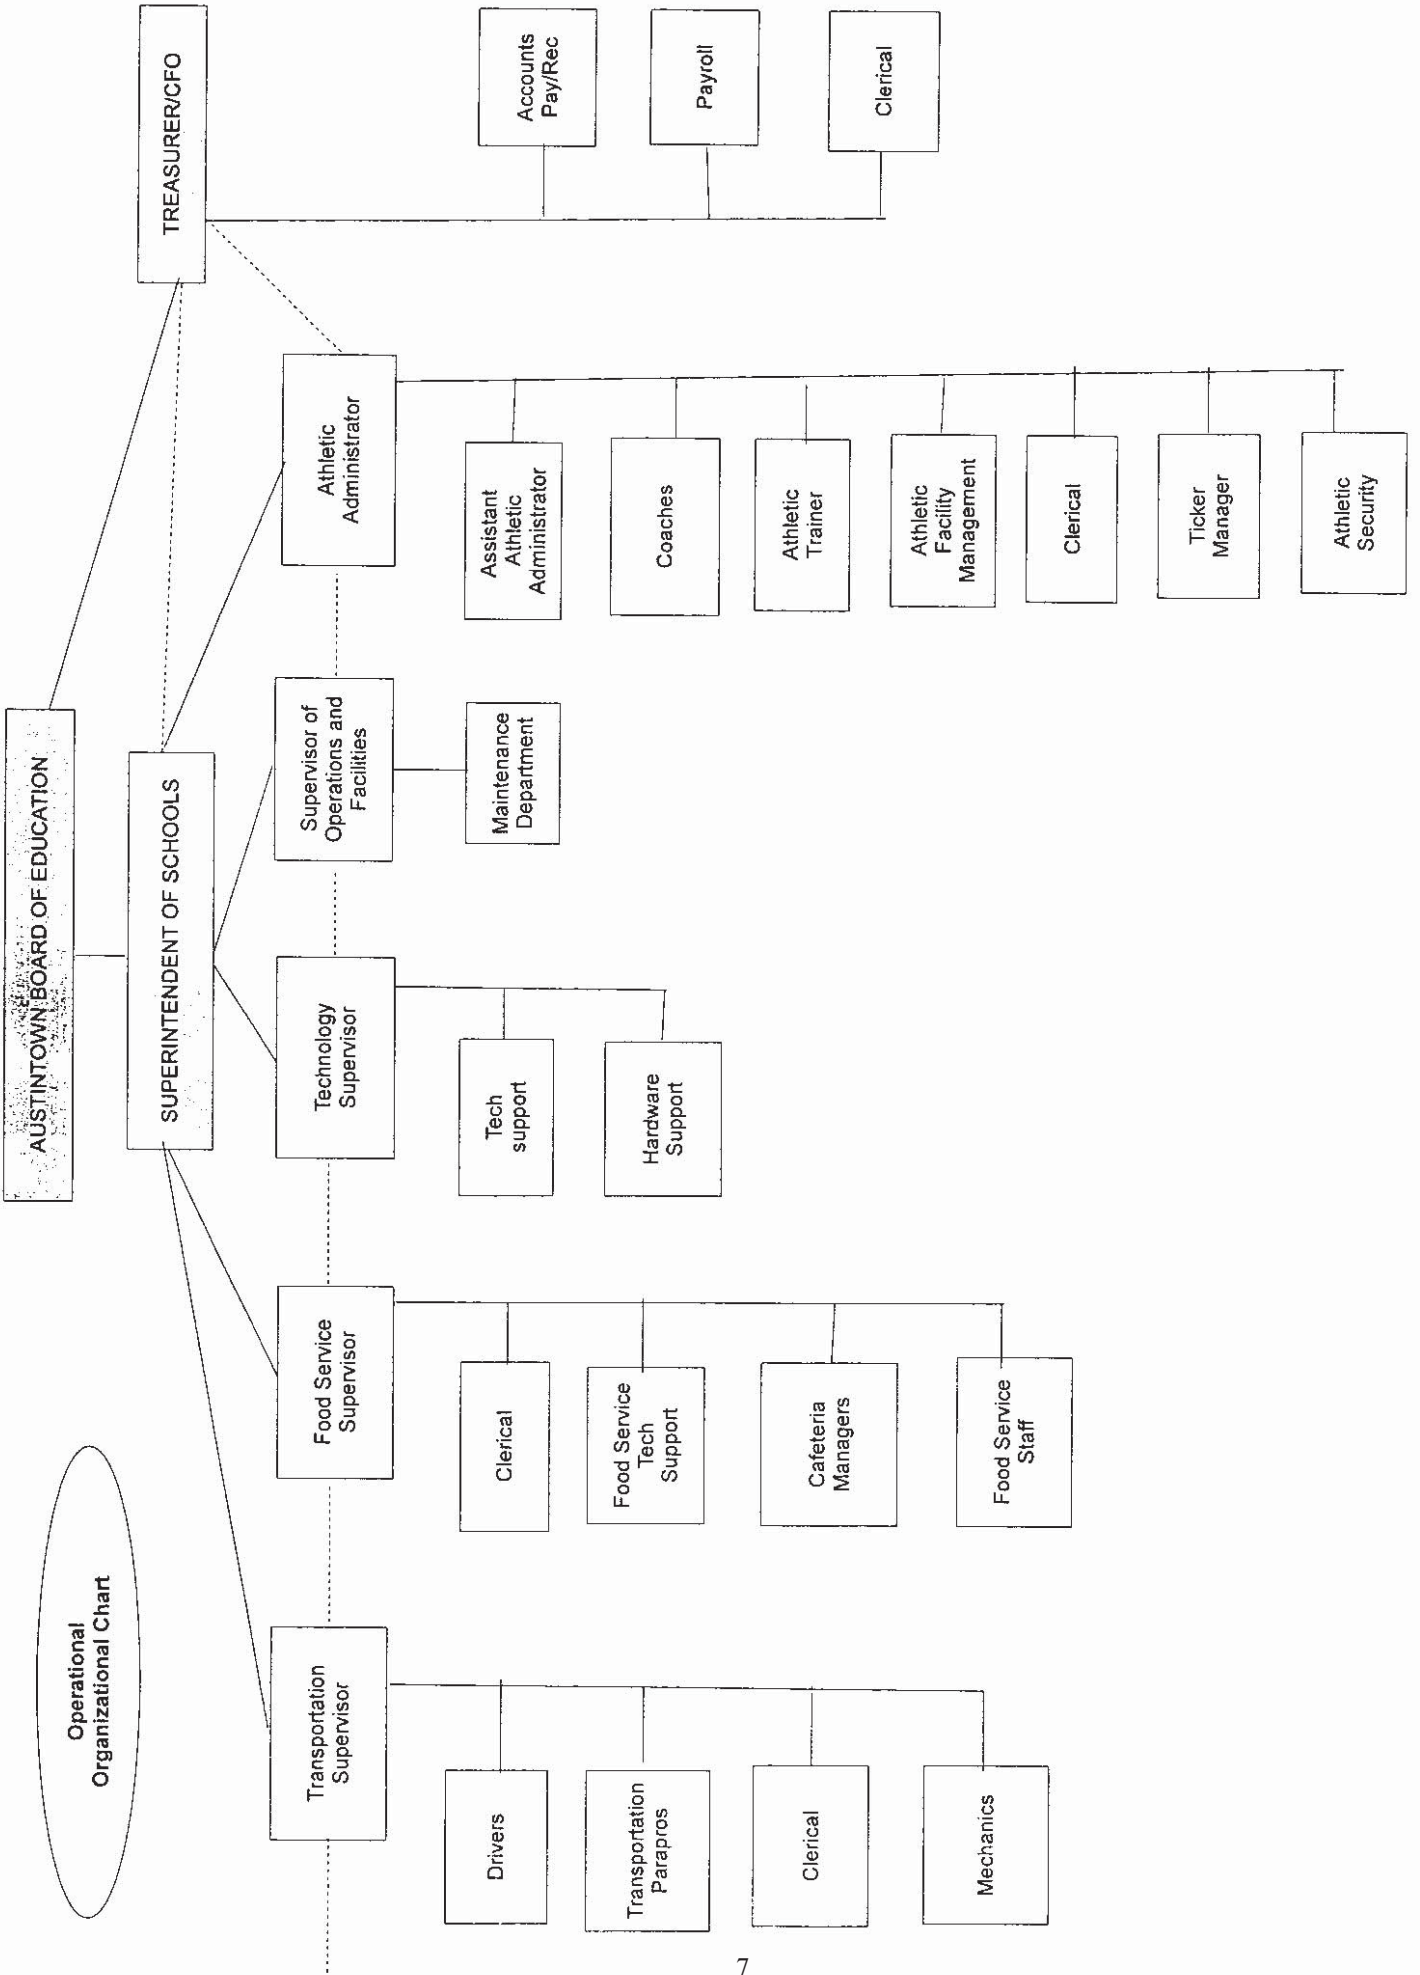 Operational
Organizational Chart
AUSTINTOWN BOARD OF EDUCATION
SUPERINTENDENT OF SCHOOLS
TREASURER/CFO
Transportation
Supervisor
Food Service
Supervisor
Technology
Supervisor
Supervisor of
Operations and
Facilities
Athletic
Administrator
Drivers
Transportation
Parapros
Clerical
Mechanics
Clerical
Food Service
Tech
Support
Cafeteria
Managers
Food Service
Staff
Tech
support
Hardware
Support
Maintenance
Department
Assistant
Athletic
Administrator
Coaches
Athletic
Trainer
Athletic
Facility
Management
Clerical
Ticker
Manager
Athletic
Security
Accounts
Pay/Rec
Payroll
Clerical
7